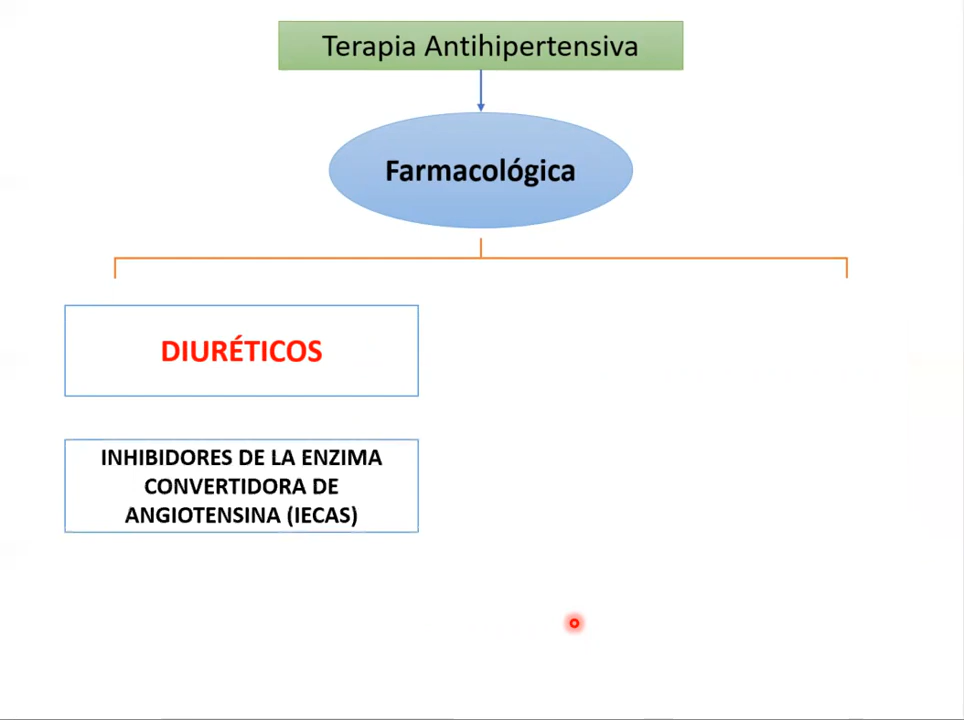 Terapia Antihipertensiva
Farmacológica
DIURÉTICOS
INHIBIDORES DE LA ENZIMA
CONVERTIDORA DE
ANGIOTENSINA (IECAS)